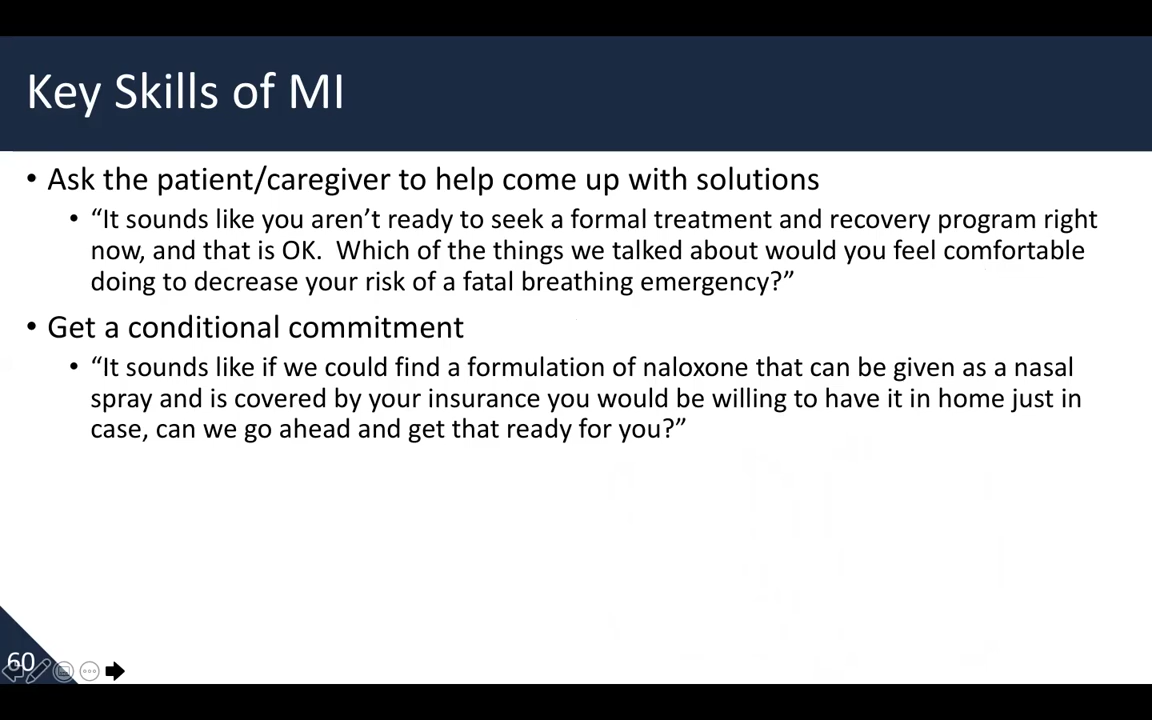 Key Skills of MI
• Ask the patient/caregiver to help come up with solutions
• “It sounds like you aren’t ready to seek a formal treatment and recovery program right
now, and that is OK.  Which of the things we talked about would you feel comfortable
doing to decrease your risk of a fatal breathing emergency?”
• Get a conditional commitment
• “It sounds like if we could find a formulation of naloxone that can be given as a nasal
spray and is covered by your insurance you would be willing to have it in home just in
case, can we go ahead and get that ready for you?”
60